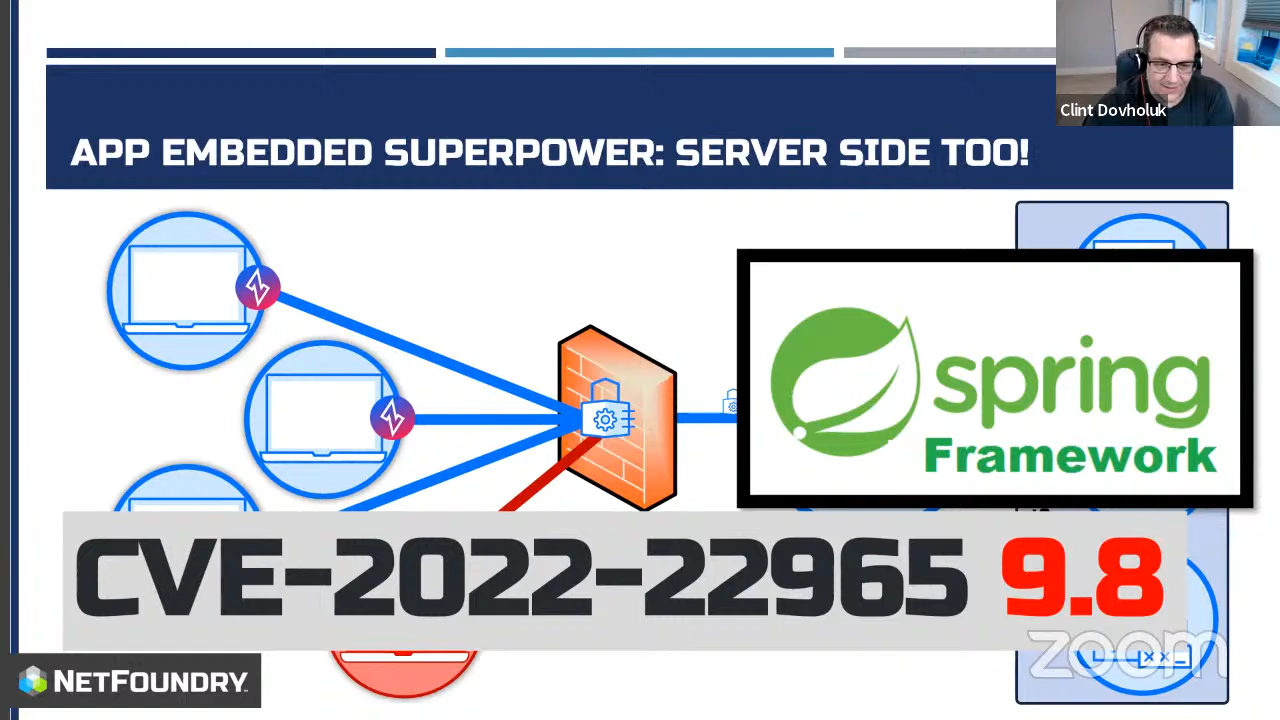 Clint Dovholuk
APP EMBEDDED SUPERPOWER: SERVER SIDE TOO!
spring
Framework
CVE-2022-22965 9.8
zoom
NETFOUNDRY